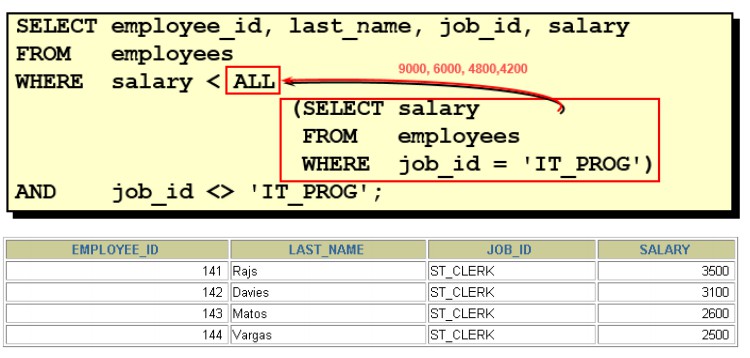 SELECT employee_id, last_name, job_id, salary
FROM employees
WHERE salary < ALL
9000, 6000, 4800,4200
(SELECT salary
FROM employees
WHERE job_id = 'IT_PROG')
AND job_id <> 'IT_PROG';
EMPLOYEE_ID LAST_NAME JOB_ID SALARY
141 Rajs ST_CLERK 3500
142 Davies ST_CLERK 3100
143 Matos ST_CLERK 2600
144 Vargas ST_CLERK 2500